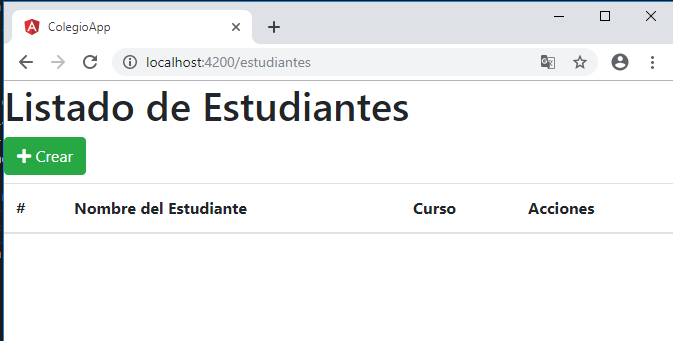 ColegioApp
localhost:4200/estudiantes
Listado de Estudiantes
Crear
# Nombre del Estudiante Curso Acciones